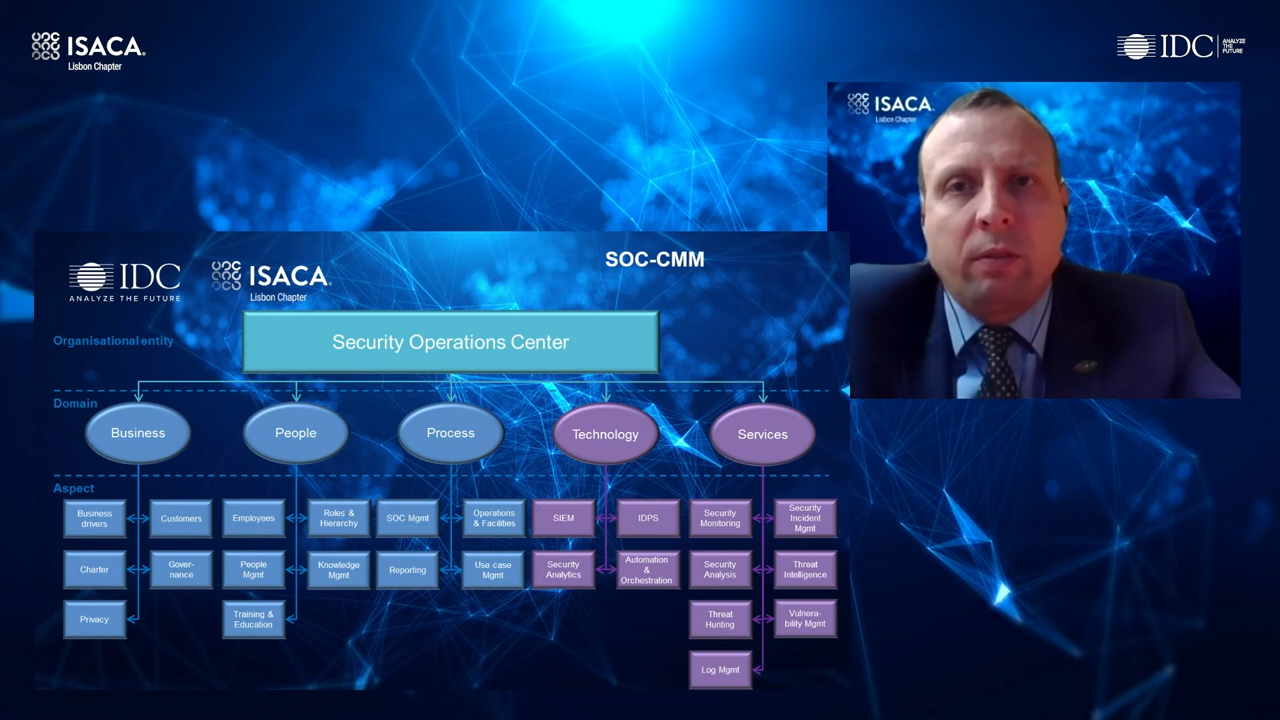 ISACA.
Lisbon Chapter
IDC
ANALYZE
THE
FUTURE
ISACA.
Lisbon Chapter
IDC
ANALYZE THE FUTURE
ISACA.
Lisbon Chapter
SOC-CMM
Organisational entity
Security Operations Center
Domain
Business
People
Process
Technology
Services
Aspect
Business
drivers
Customers
Employees
Roles &
Hierarchy
SOC Mgmt
Operations
& Facilities
SIEM
IDPS
Security
Monitoring
Security
Incident
Mgmt
Charter
Gover-
nance
People
Mgmt
Knowledge
Mgmt
Reporting
Use case
Mgmt
Security
Analytics
Automation
&
Orchestration
Security
Analysis
Threat
Intelligence
Privacy
Training &
Education
Threat
Hunting
Vulnera-
bility Mgmt
Log Mgmt